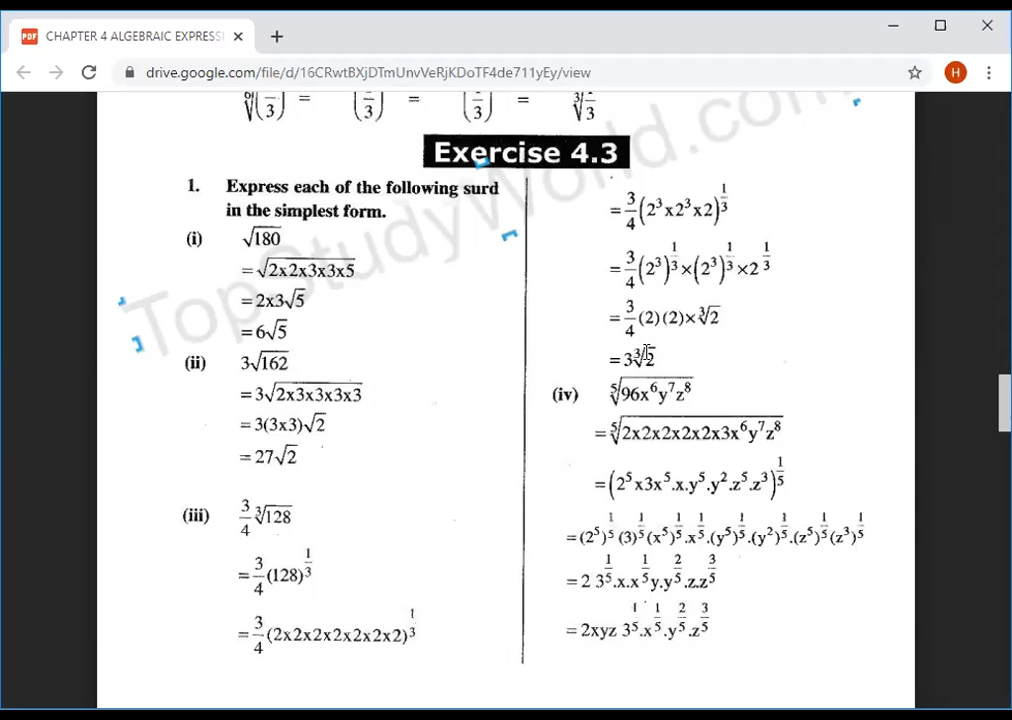 CHAPTER 4 ALGEBRAIC EXPRESSI
drive.google.com/file/d/16CRwtBXjDTmUnvVeRjKDoTF4de711yEy/view
H
Exercise 4.3
1. Express each of the following surd
in the simplest form.
(i) √180
= √2x2x3x3x5
= 2x3√5
= 6√5
(ii) 3√162
= 3√2x3x3x3x3
= 3(3x3)√2
= 27√2
(iii) 3/4 ∛128
= 3/4 (128)^1/3
= 3/4 (2x2x2x2x2x2x2)^1/3
= 3/4 (2³x2³x2)^1/3
= 3/4 (2³)^1/3 × (2³)^1/3 × 2^1/3
= 3/4 (2)(2)×∛2
= 3∛2
(iv) ⁵√96x⁶y⁷z⁸
= ⁵√2x2x2x2x2x3x⁶y⁷z⁸
= (2⁵x3x⁵.x.y⁵.y².z⁵.z³)^1/5
= (2⁵)^1/5 (3)^1/5 (x⁵)^1/5 .x^1/5 .(y⁵)^1/5 .(y²)^1/5 .(z⁵)^1/5 (z³)^1/5
= 2 3^1/5 .x.x^1/5 y.y^2/5 .z.z^3/5
= 2xyz 3^1/5 .x^1/5 .y^2/5 .z^3/5
TopStudyWorld.com